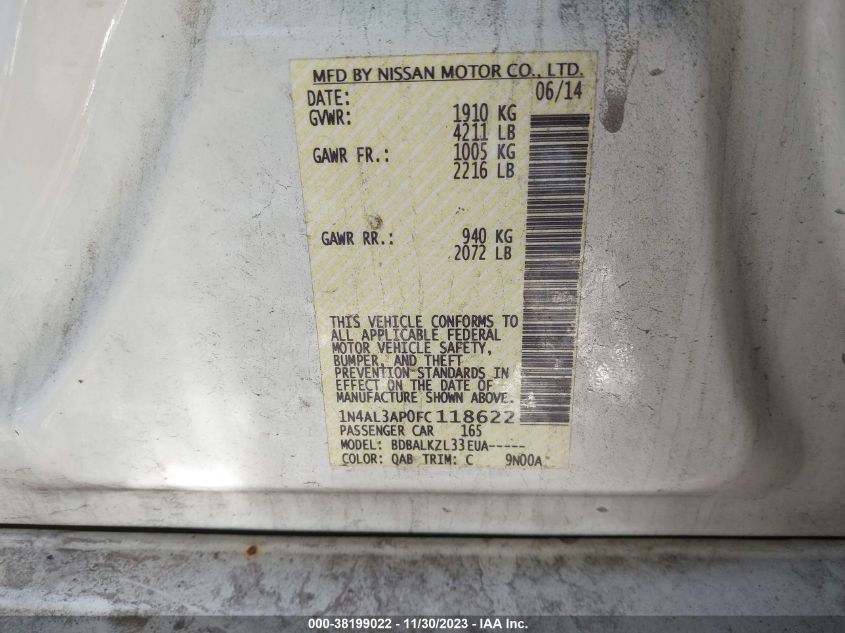 MFD BY NISSAN MOTOR CO., LTD.
DATE: 06/14
GVWR: 1910 KG
4211 LB
GAWR FR.: 1005 KG
2216 LB
GAWR RR.: 940 KG
2072 LB
THIS VEHICLE CONFORMS TO
ALL APPLICABLE FEDERAL
MOTOR VEHICLE SAFETY,
BUMPER, AND THEFT
PREVENTION STANDARDS IN
EFFECT ON THE DATE OF
MANUFACTURE SHOWN ABOVE.
1N4AL3AP0FC118622
PASSENGER CAR 165
MODEL: BDBALKZL33EUA-----
COLOR: QAB TRIM: C 9N00A
000-38199022 - 11/30/2023 - IAA Inc.